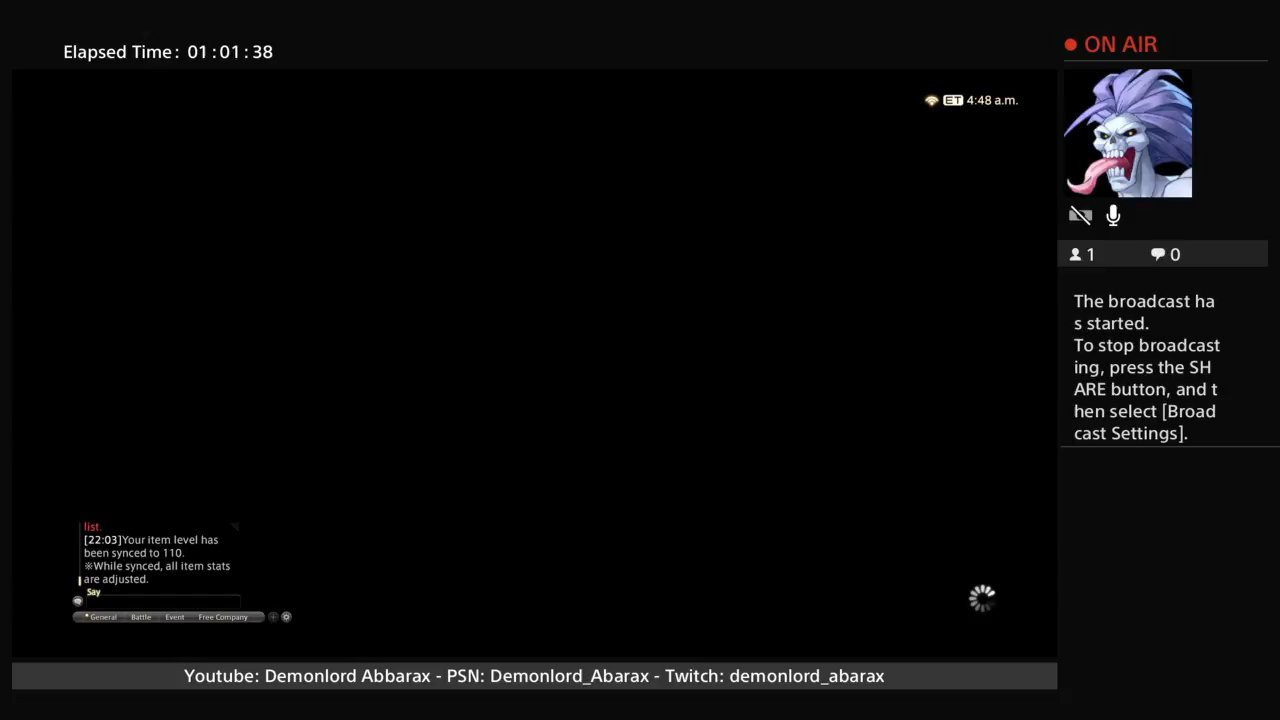 Elapsed Time: 01:01:38
ON AIR
ET 4:48 a.m.
1 0
The broadcast ha
s started.
To stop broadcast
ing, press the SH
ARE button, and t
hen select [Broad
cast Settings].
list.
[22:03]Your item level has
been synced to 110.
※While synced, all item stats
are adjusted.
Say
General Battle Event Free Company
Youtube: Demonlord Abbarax - PSN: Demonlord_Abarax - Twitch: demonlord_abarax